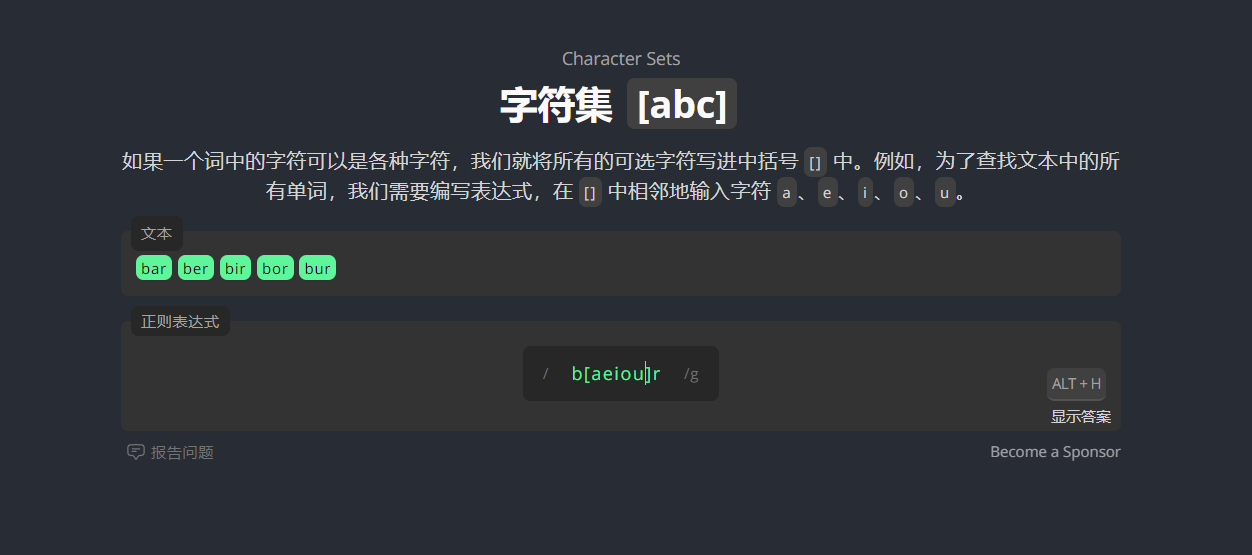 Character Sets
字符集 [abc]
如果一个词中的字符可以是各种字符，我们就将所有的可选字符写进中括号 [] 中。例如，为了查找文本中的所
有单词，我们需要编写表达式，在 [] 中相邻地输入字符 a、e、i、o、u。
文本
bar ber bir bor bur
正则表达式
/ b[aeiou]r /g
ALT + H
显示答案
报告问题
Become a Sponsor